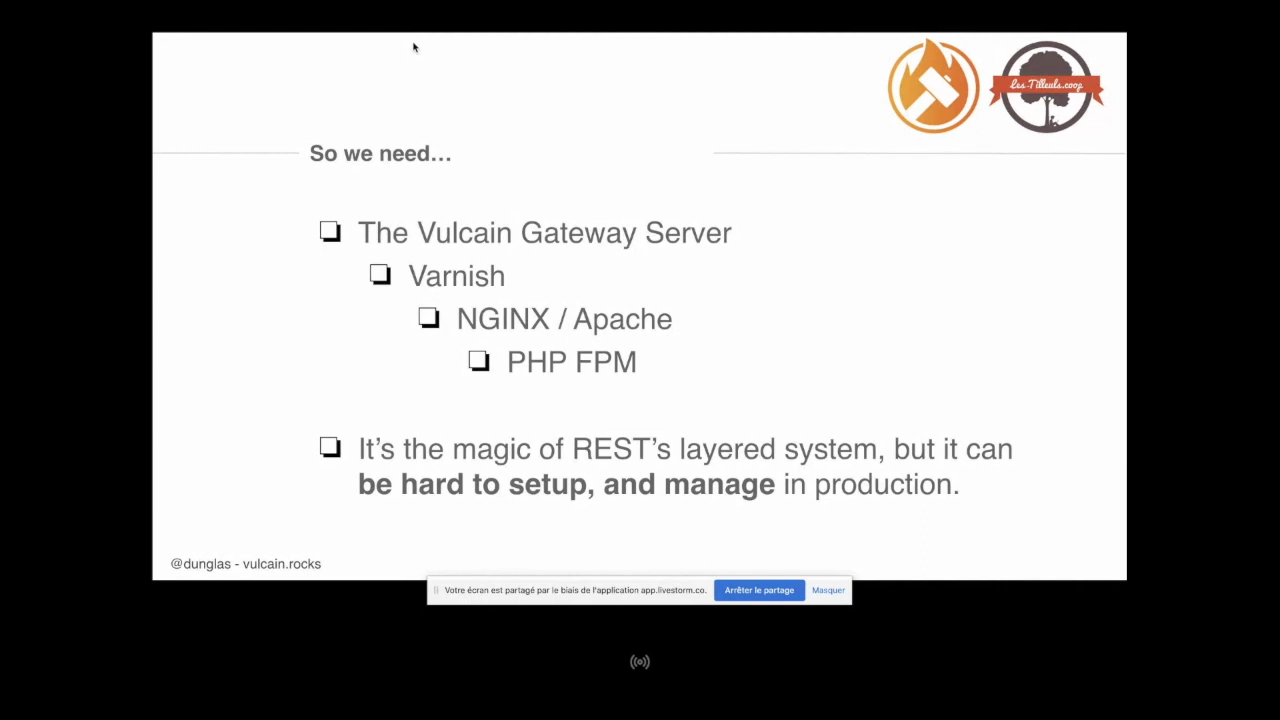 Les-Tilleuls.coop
So we need…
❏ The Vulcain Gateway Server
❏ Varnish
❏ NGINX / Apache
❏ PHP FPM
❏ It’s the magic of REST’s layered system, but it can
be hard to setup, and manage in production.
@dunglas - vulcain.rocks
Votre écran est partagé par le biais de l'application app.livestorm.co.
Arrêter le partage
Masquer